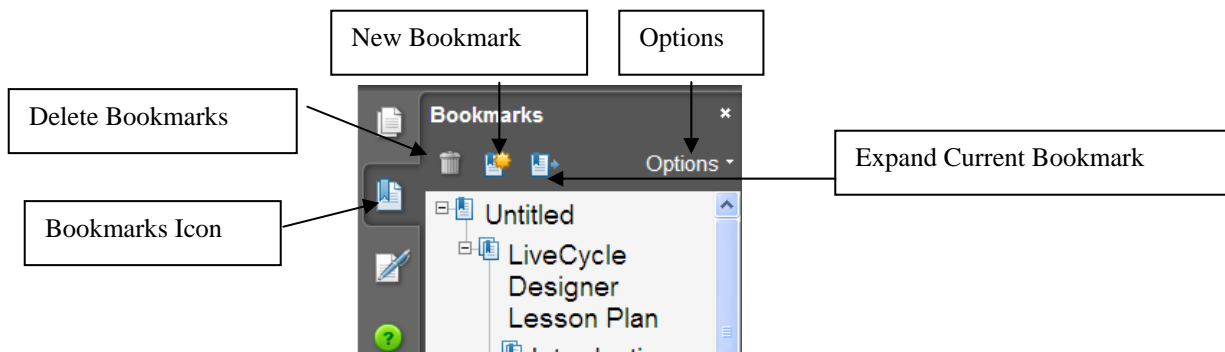 New Bookmark
Options
Delete Bookmarks
Bookmarks
Options
Expand Current Bookmark
Bookmarks Icon
Untitled
LiveCycle
Designer
Lesson Plan